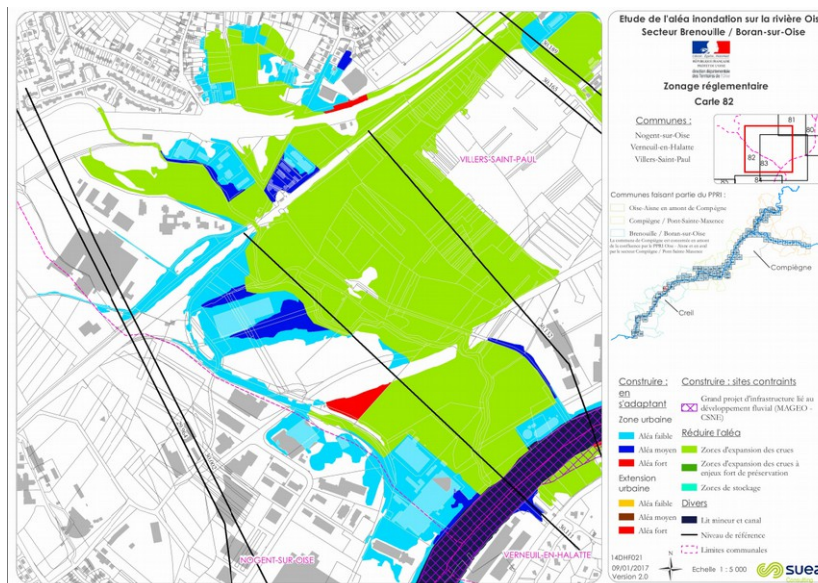 Etude de l'aléa inondation sur la rivière Ois
Secteur Brenouille / Boran-sur-Oise
Zonage réglementaire
Carte 82
Communes :
Nogent-sur-Oise
Verneuil-en-Halatte
Villers-Saint-Paul
81
80
82
83
Communes faisant partie du PPRI :
Oise-Aisne en amont de Compiègne
Compiègne / Pont-Sainte-Maxence
Brenouille / Boran-sur-Oise
Compiègne
Creil
VILLERS-SAINT-PAUL
NOGENT-SUR-OISE
VERNEUIL-EN-HALATTE
Construire :
en
s'adaptant
Zone urbaine
Aléa faible
Aléa moyen
Aléa fort
Extension
urbaine
Aléa faible
Aléa moyen
Aléa fort
Construire : sites contraints
Grand projet d'infrastructure lié au
développement fluvial (MAGEO -
CSNE)
Réduire l'aléa
Zores d'expansion des crues
Zores d'expansion des crues à
enjeux fort de préservation
Zores de stockage
Divers
Lit mineur et canal
Niveau de référence
Limites communales
14DHF021
09/01/2017
Version 2.0
Echelle 1 : 5 000
suez